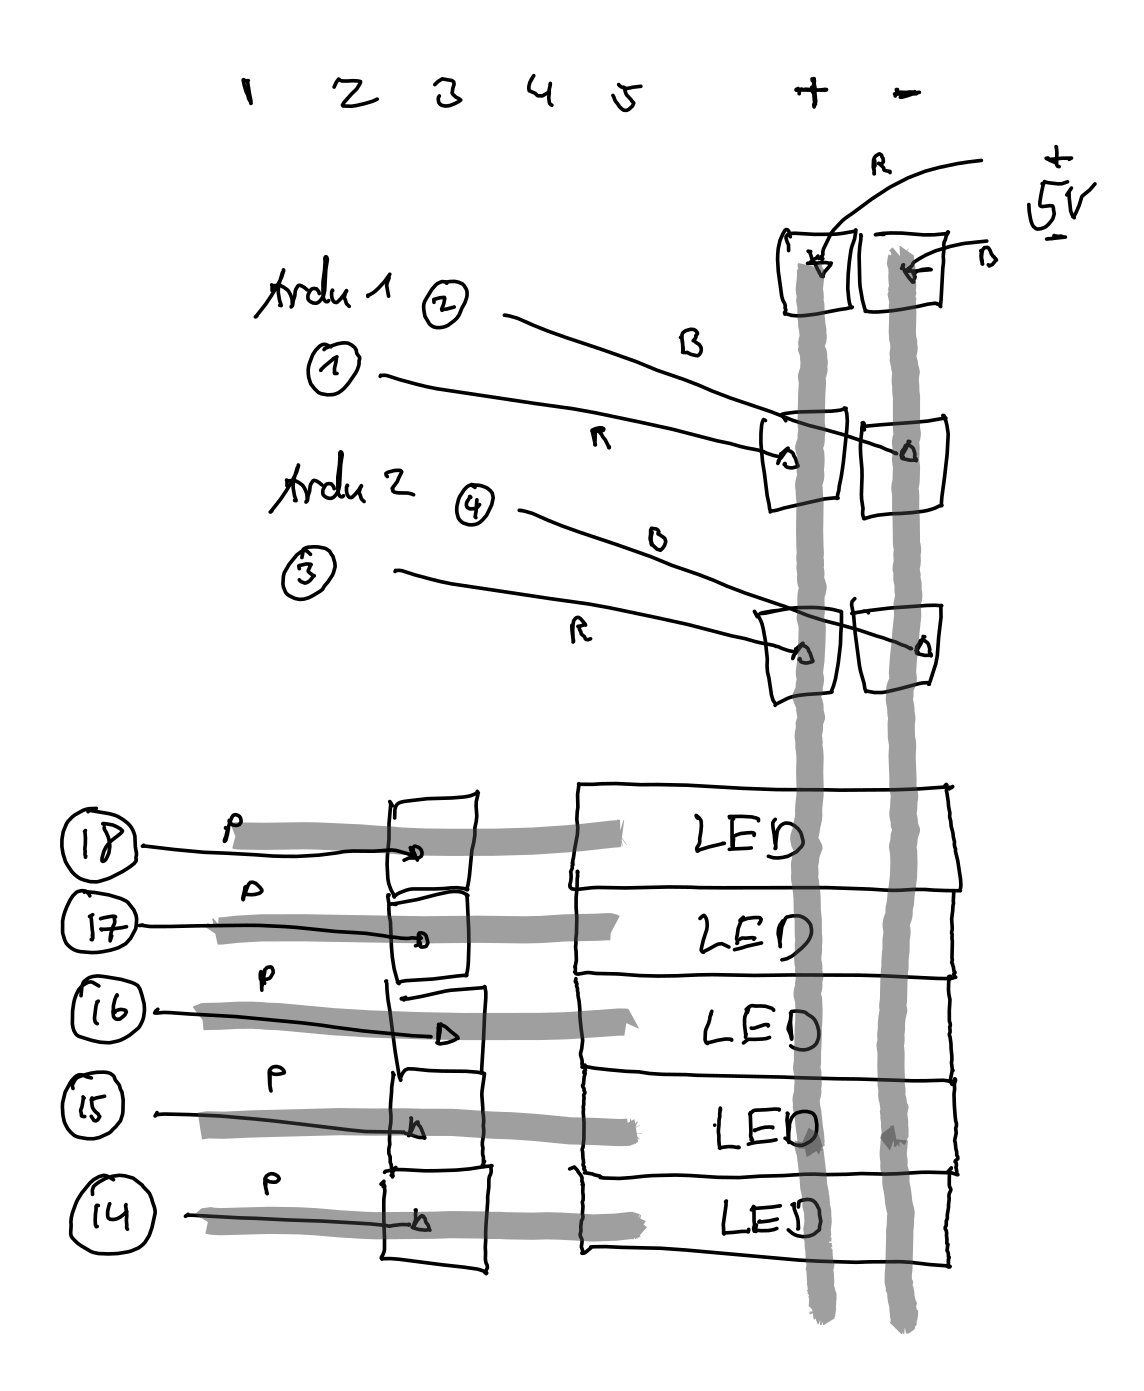 1 2 3 4 5 + -
R +
5V
-
B
Ardu 1 2
B
1
R
Ardu 2 4
B
3
R
18 P LED
17 P LED
16 P LED
15 P LED
14 P LED